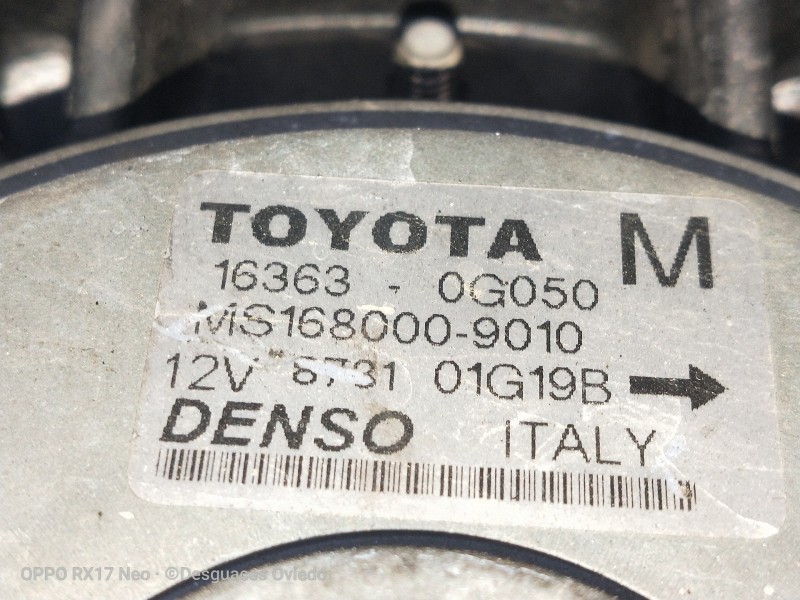 TOYOTA M
16363 - 0G050
MS168000-9010
12V 8731 01G19B
DENSO ITALY
OPPO RX17 Neo · ©Desguaces Oviedo